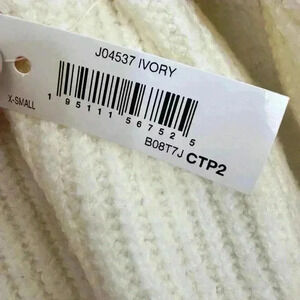 J04537 IVORY
X-SMALL
1 95111 56752 5
B08T7J CTP2